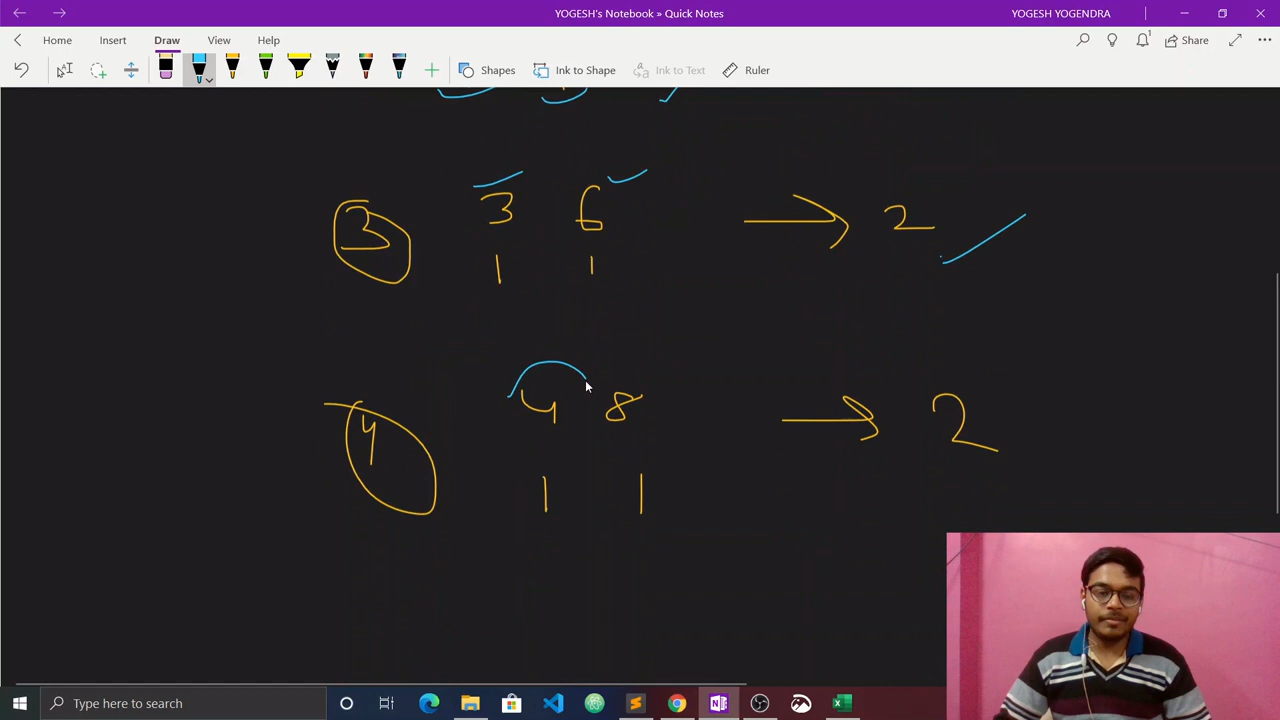 YOGESH's Notebook » Quick Notes
YOGESH YOGENDRA
Home Insert Draw View Help
Share
Shapes
Ink to Shape
Ink to Text
Ruler
3 3 6 → 2
1 1
4 4 8 → 2
1 1
Type here to search